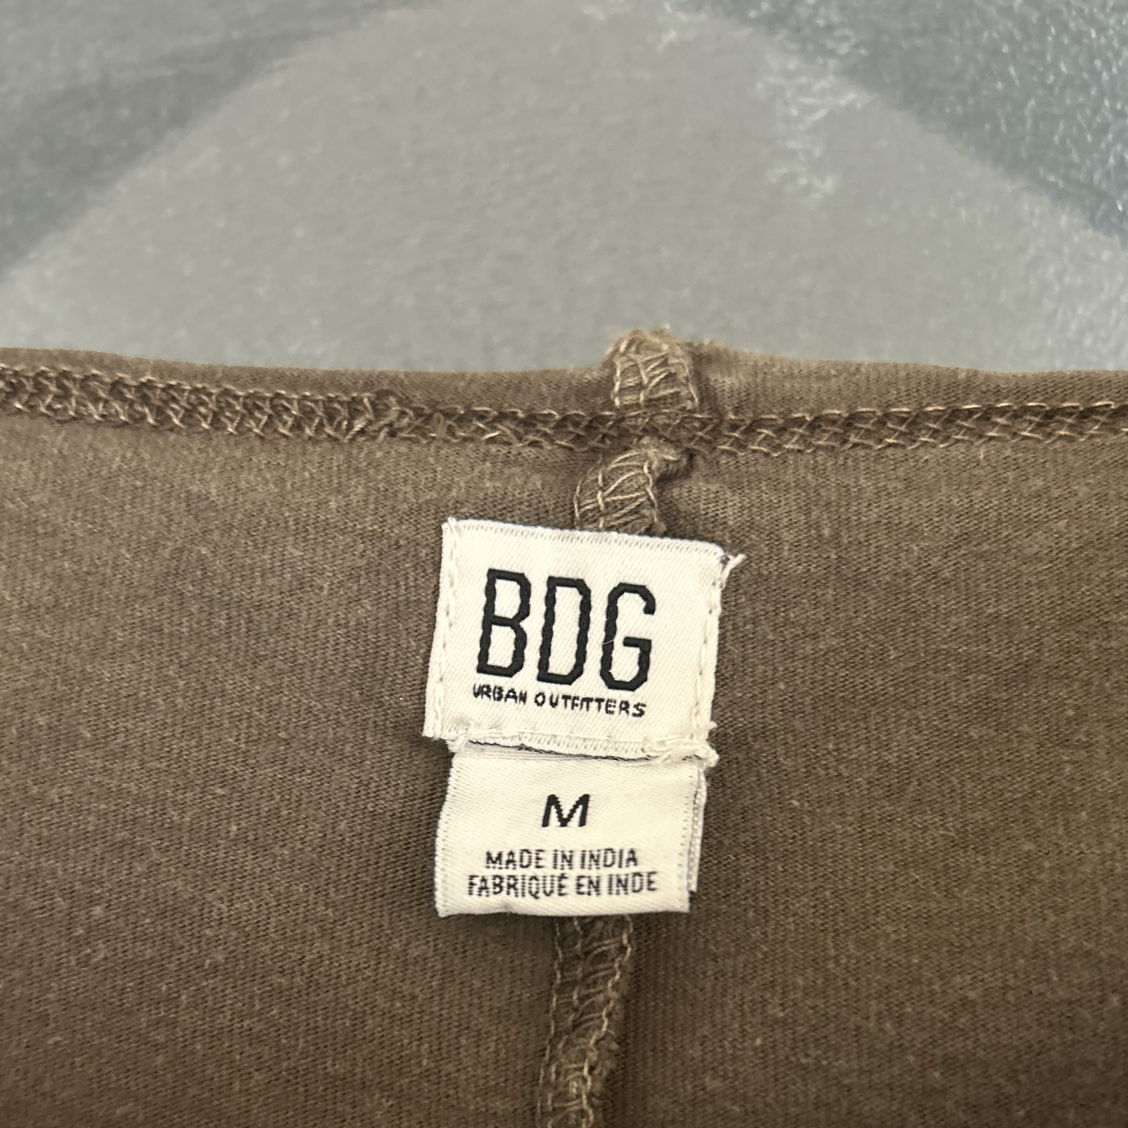 BDG
URBAN OUTFITTERS
M
MADE IN INDIA
FABRIQUÉ EN INDE